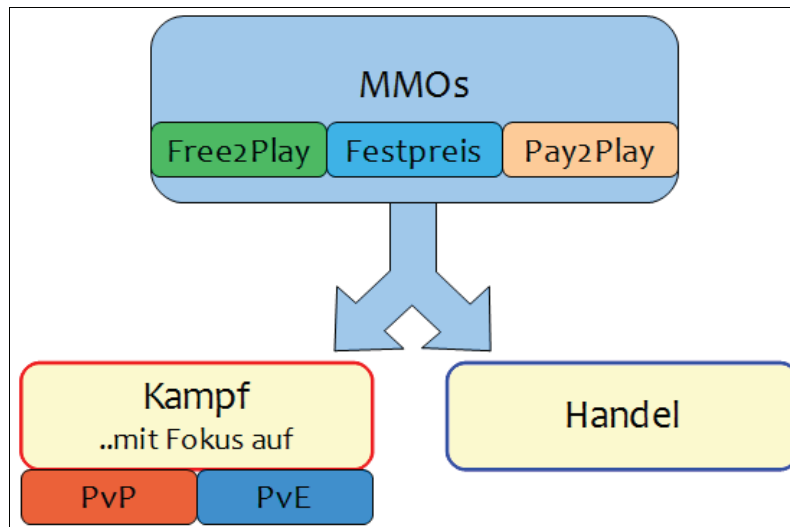 MMOs
Free2Play Festpreis Pay2Play
Kampf
..mit Fokus auf
Handel
PvP PvE